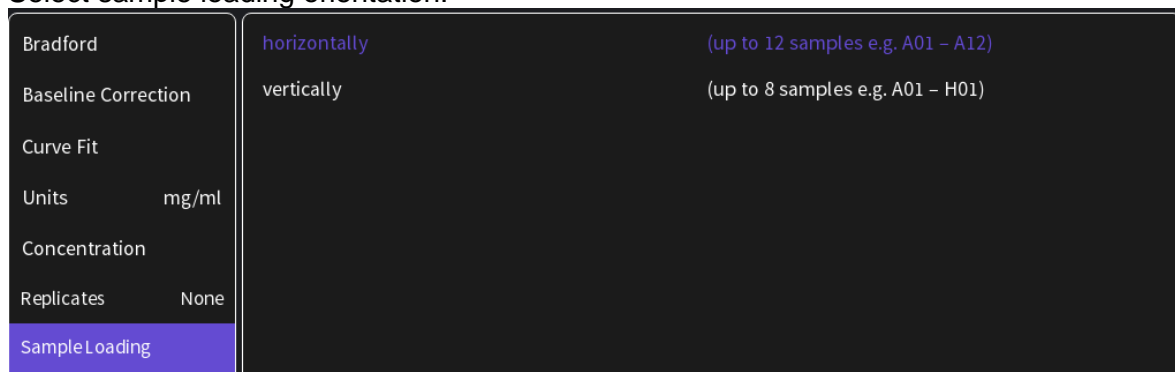 Select sample loading orientation:
Bradford
Baseline Correction
Curve Fit
Units mg/ml
Concentration
Replicates None
Sample Loading
horizontally (up to 12 samples e.g. A01 – A12)
vertically (up to 8 samples e.g. A01 – H01)